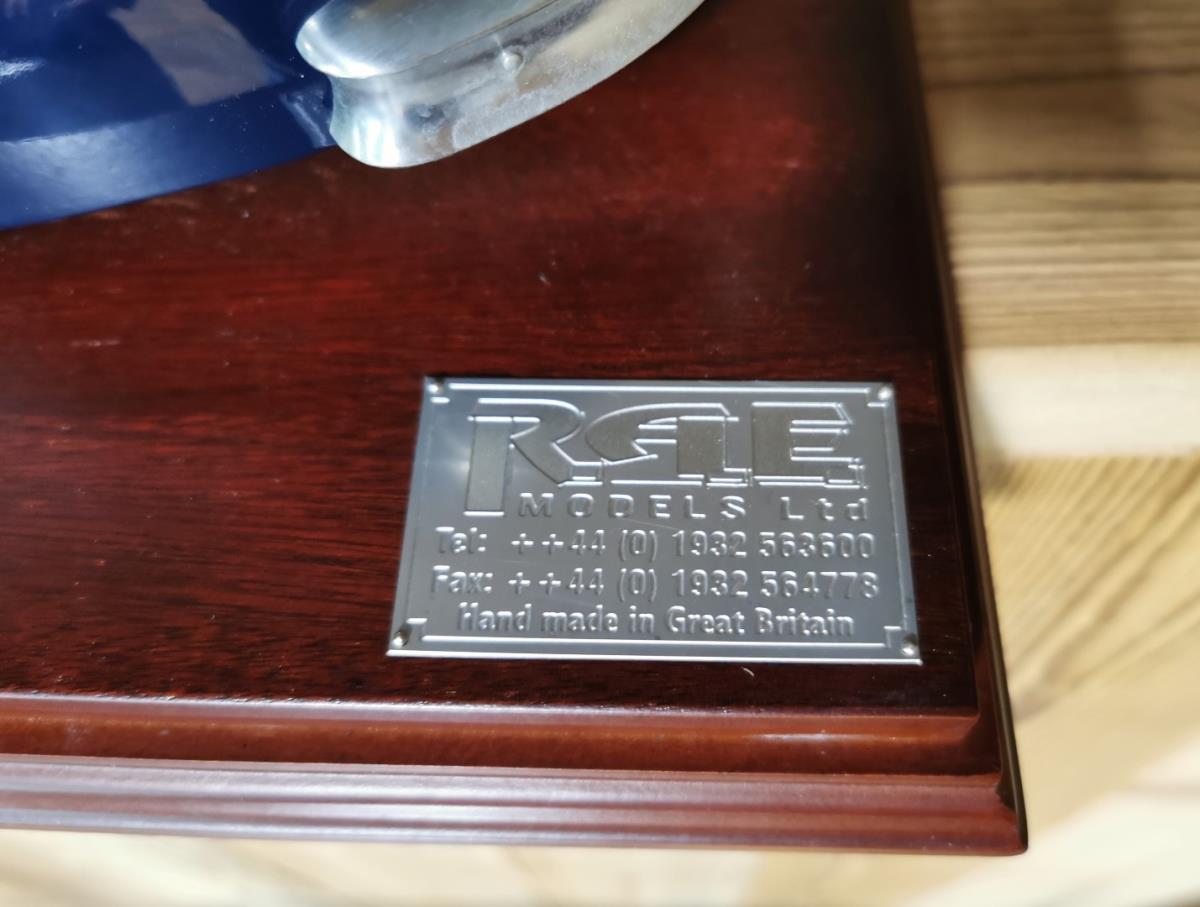 RAE
MODELS Ltd
Tel: ++44 (0) 1932 563600
Fax: ++44 (0) 1932 564778
Hand made in Great Britain